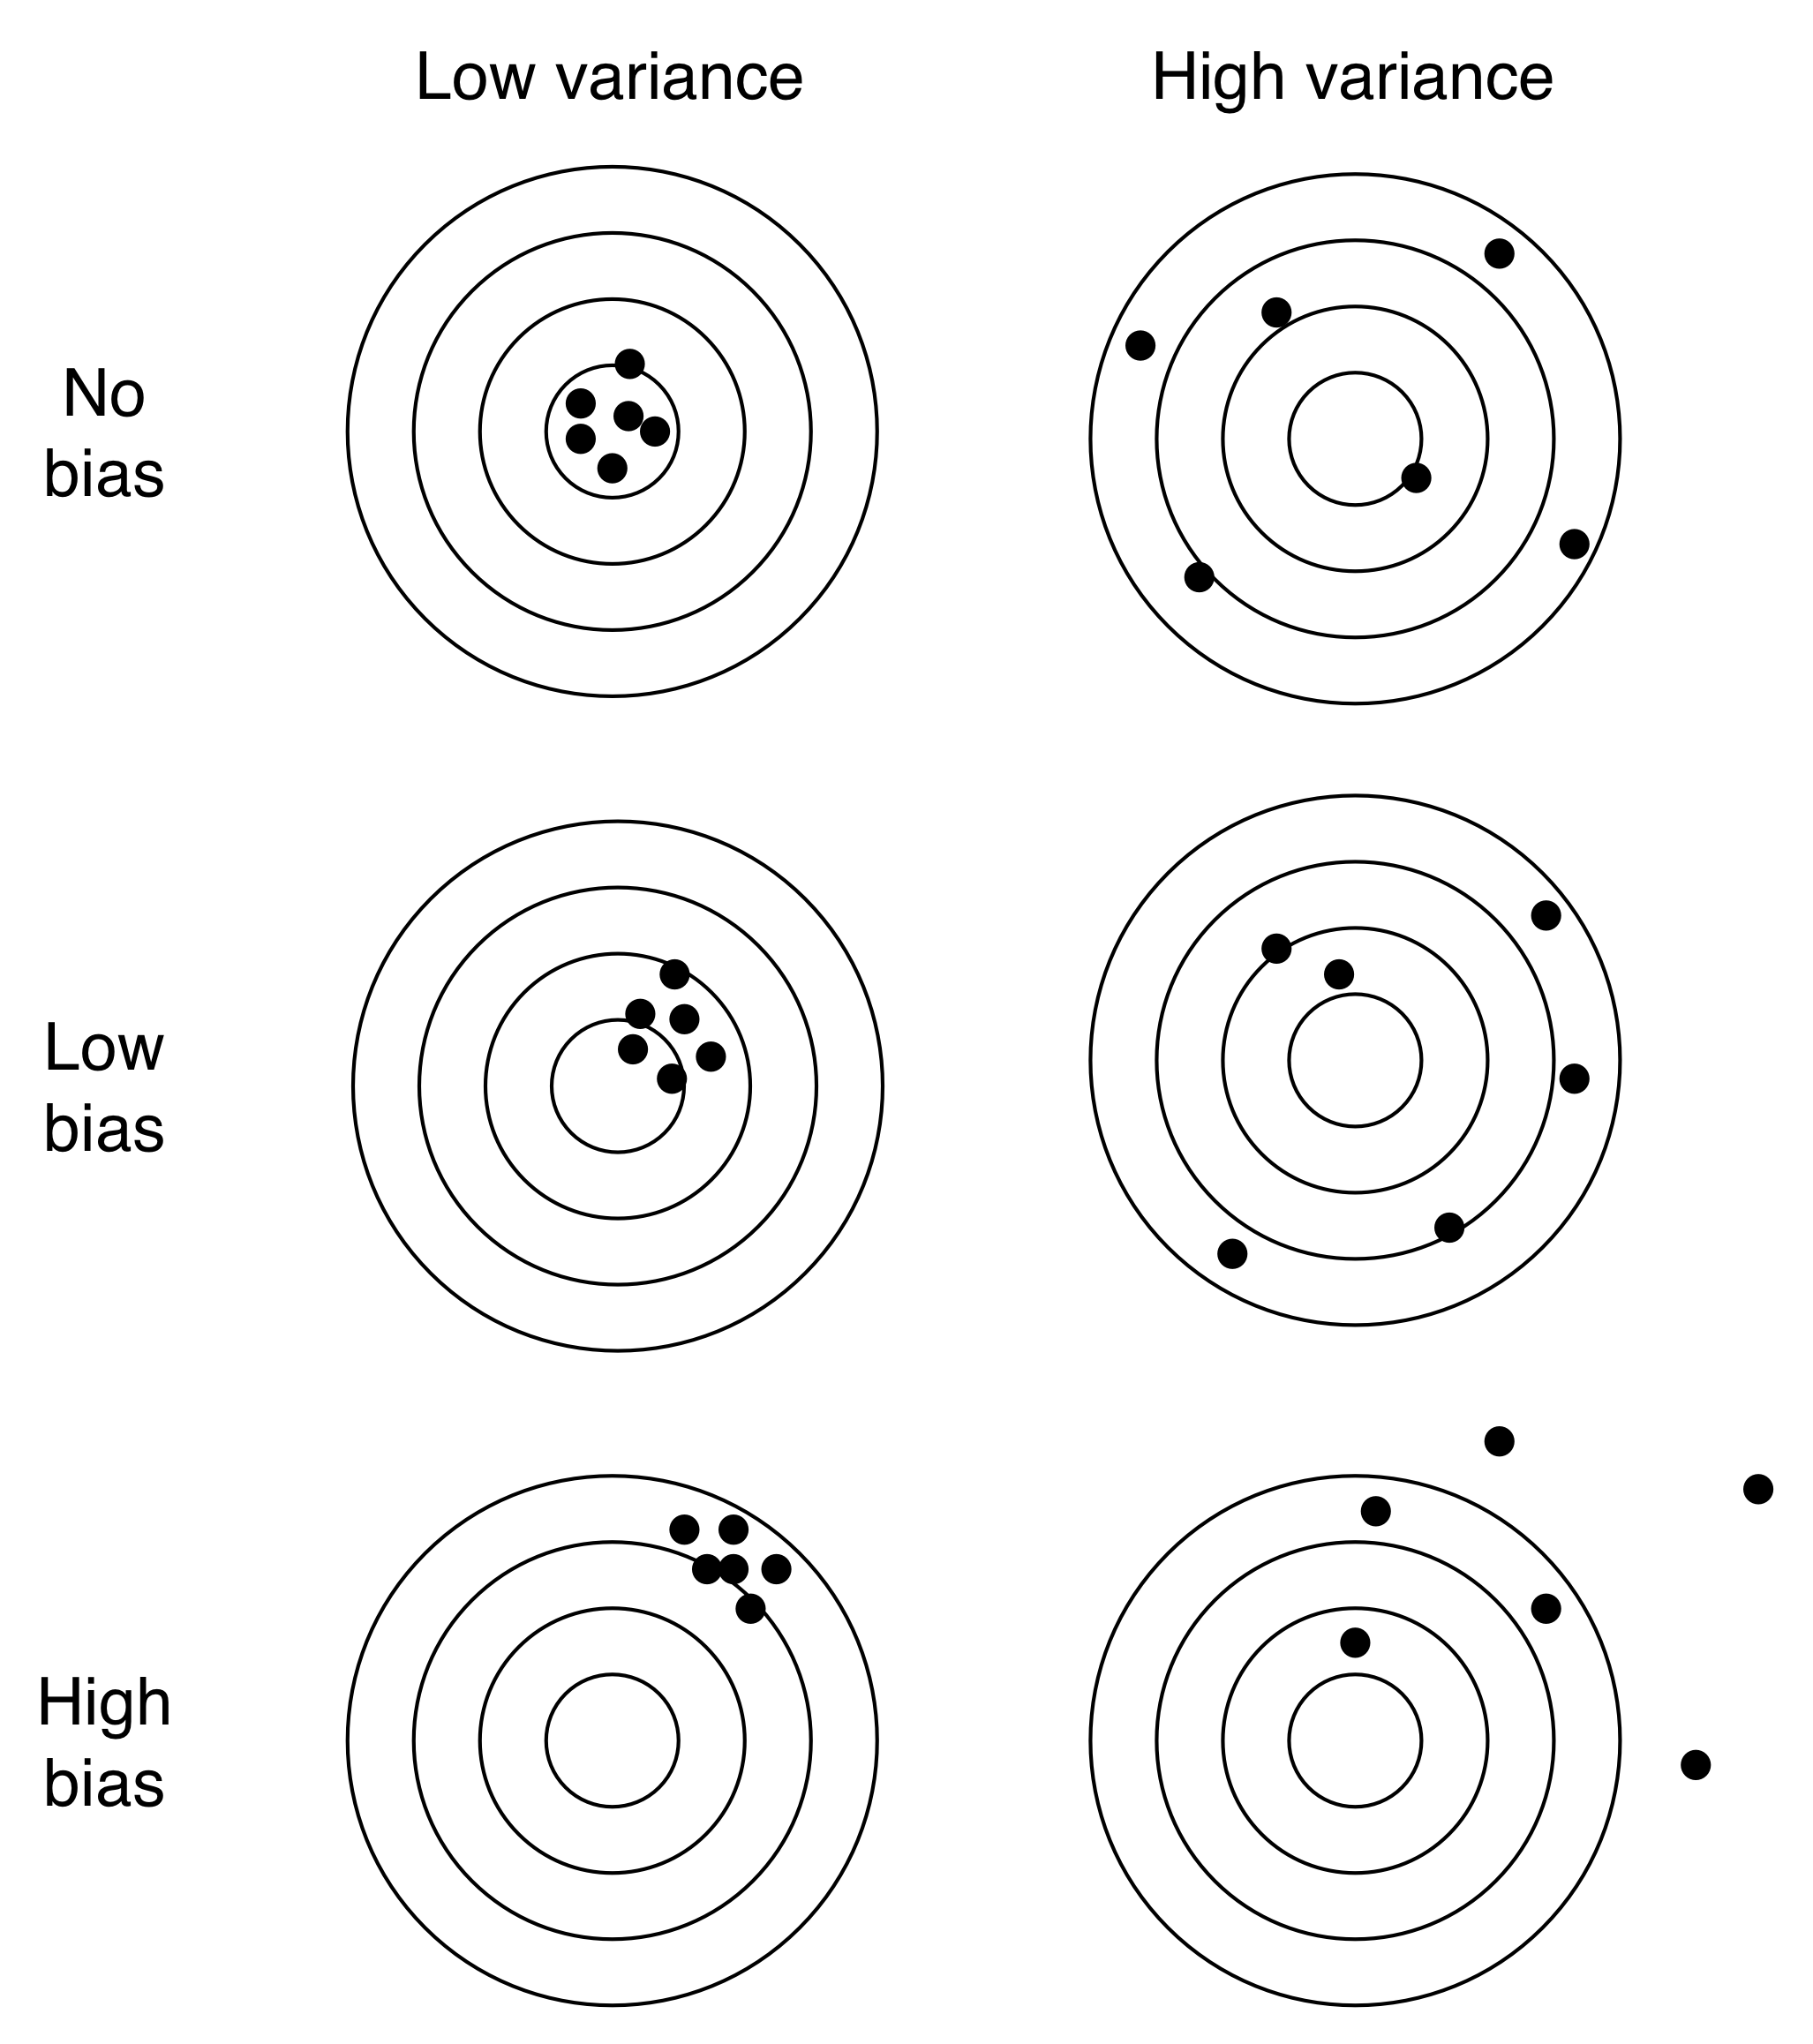 Low variance
High variance
No
bias
Low
bias
High
bias